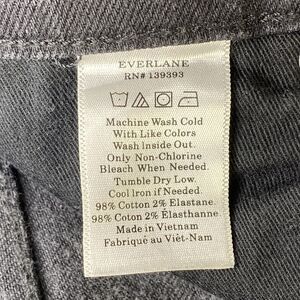 EVERLANE
RN# 139393
Machine Wash Cold
With Like Colors
Wash Inside Out.
Only Non-Chlorine
Bleach When Needed.
Tumble Dry Low.
Cool Iron if Needed.
98% Cotton 2% Elastane.
98% Cotton 2% Élasthanne.
Made in Vietnam
Fabriqué au Viêt-Nam